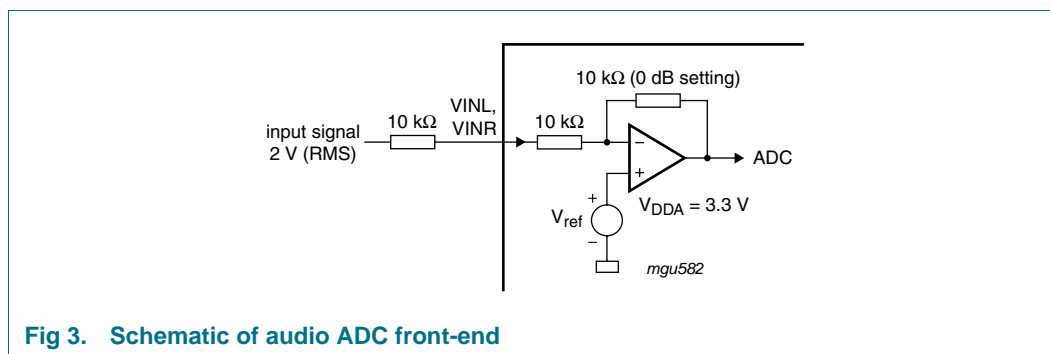 10 kΩ (0 dB setting)
VINL,
VINR
10 kΩ
10 kΩ
input signal
2 V (RMS)
−
+
ADC
+
Vref
−
VDDA = 3.3 V
mgu582
Fig 3. Schematic of audio ADC front-end